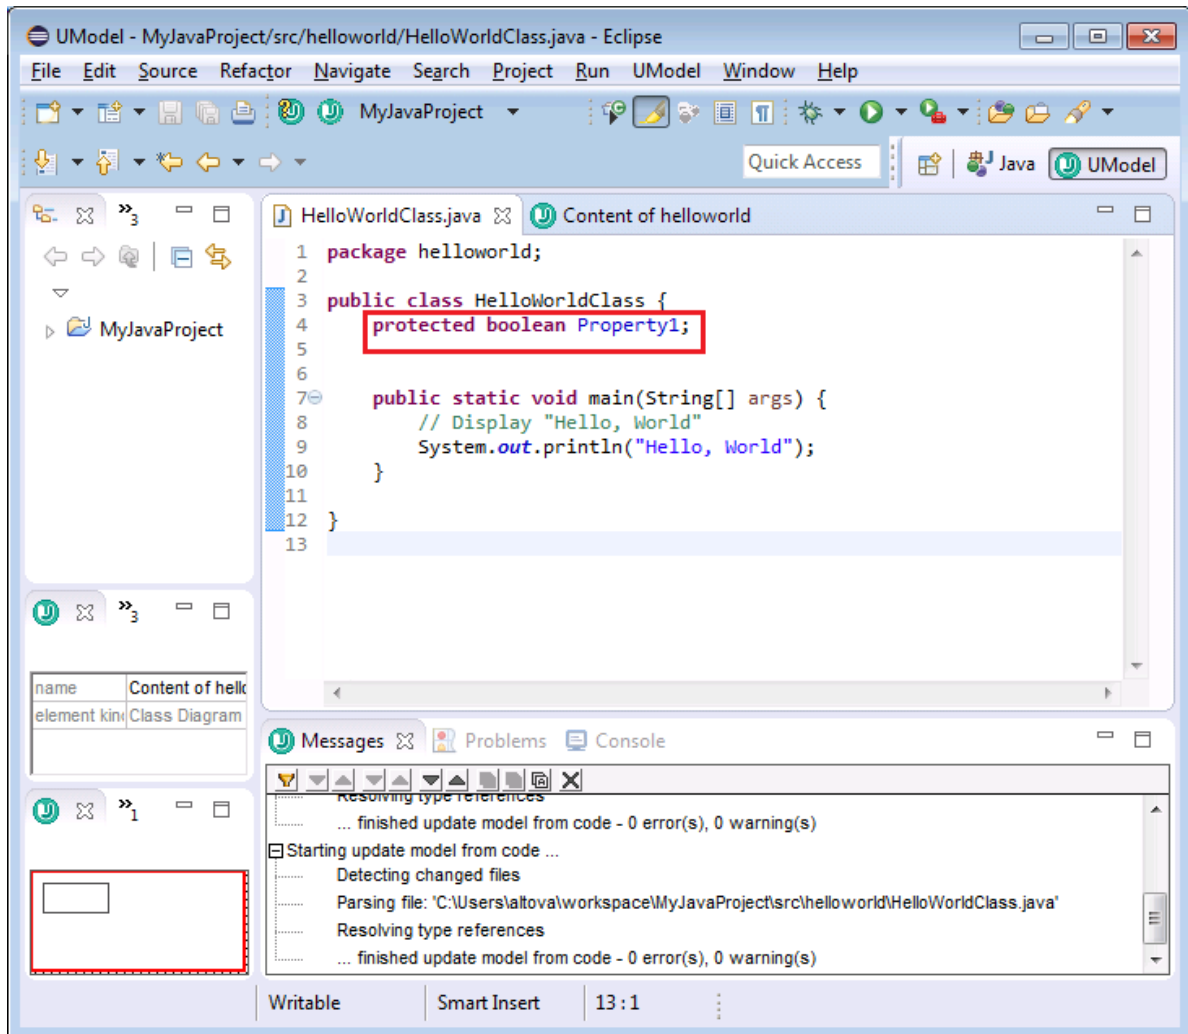 UModel - MyJavaProject/src/helloworld/HelloWorldClass.java - Eclipse
File Edit Source Refactor Navigate Search Project Run UModel Window Help
MyJavaProject
Quick Access Java UModel
3
HelloWorldClass.java Content of helloworld
MyJavaProject
1 package helloworld;
2
3 public class HelloWorldClass {
4 protected boolean Property1;
5
6
7 public static void main(String[] args) {
8 // Display "Hello, World"
9 System.out.println("Hello, World");
10 }
11
12 }
13
3
name Content of hellc
element kin Class Diagram
Messages Problems Console
Resolving type references
... finished update model from code - 0 error(s), 0 warning(s)
Starting update model from code ...
Detecting changed files
Parsing file: 'C:\Users\altova\workspace\MyJavaProject\src\helloworld\HelloWorldClass.java'
Resolving type references
... finished update model from code - 0 error(s), 0 warning(s)
1
Writable Smart Insert 13 : 1